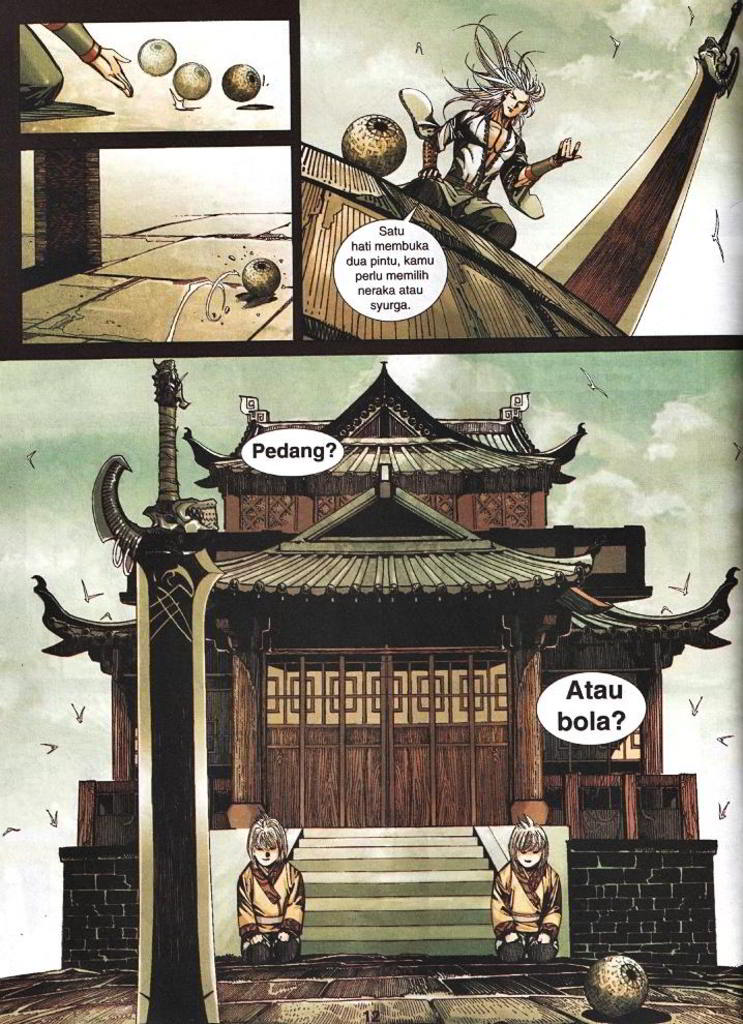 Satu
hati membuka
dua pintu, kamu
perlu memilih
neraka atau
syurga.
Pedang?
Atau
bola?
12